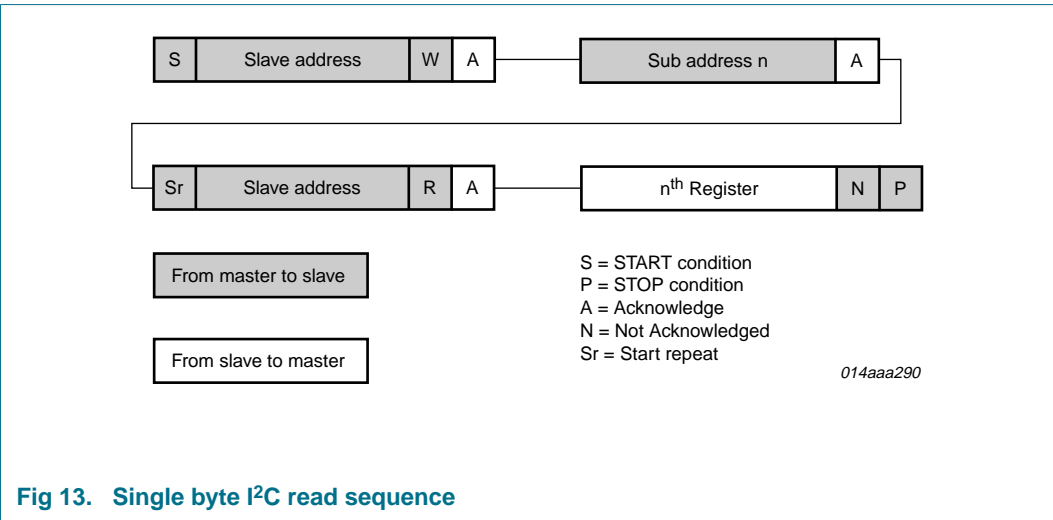 S Slave address W A Sub address n A
Sr Slave address R A nth Register N P
From master to slave
From slave to master
S = START condition
P = STOP condition
A = Acknowledge
N = Not Acknowledged
Sr = Start repeat
014aaa290
Fig 13. Single byte I2C read sequence